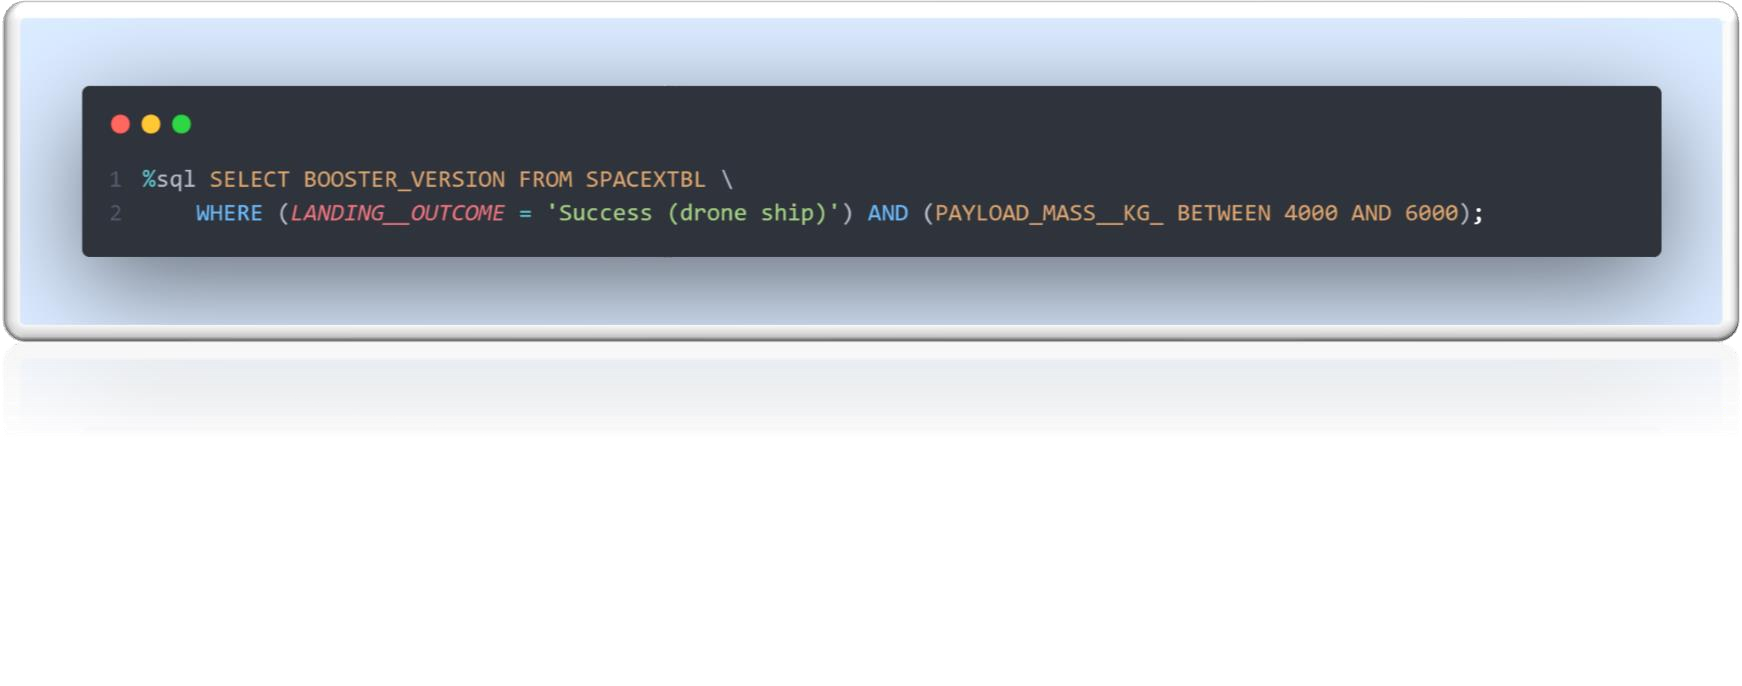 1 %sql SELECT BOOSTER_VERSION FROM SPACEXTBL \
2 WHERE (LANDING__OUTCOME = 'Success (drone ship)') AND (PAYLOAD_MASS__KG_ BETWEEN 4000 AND 6000);